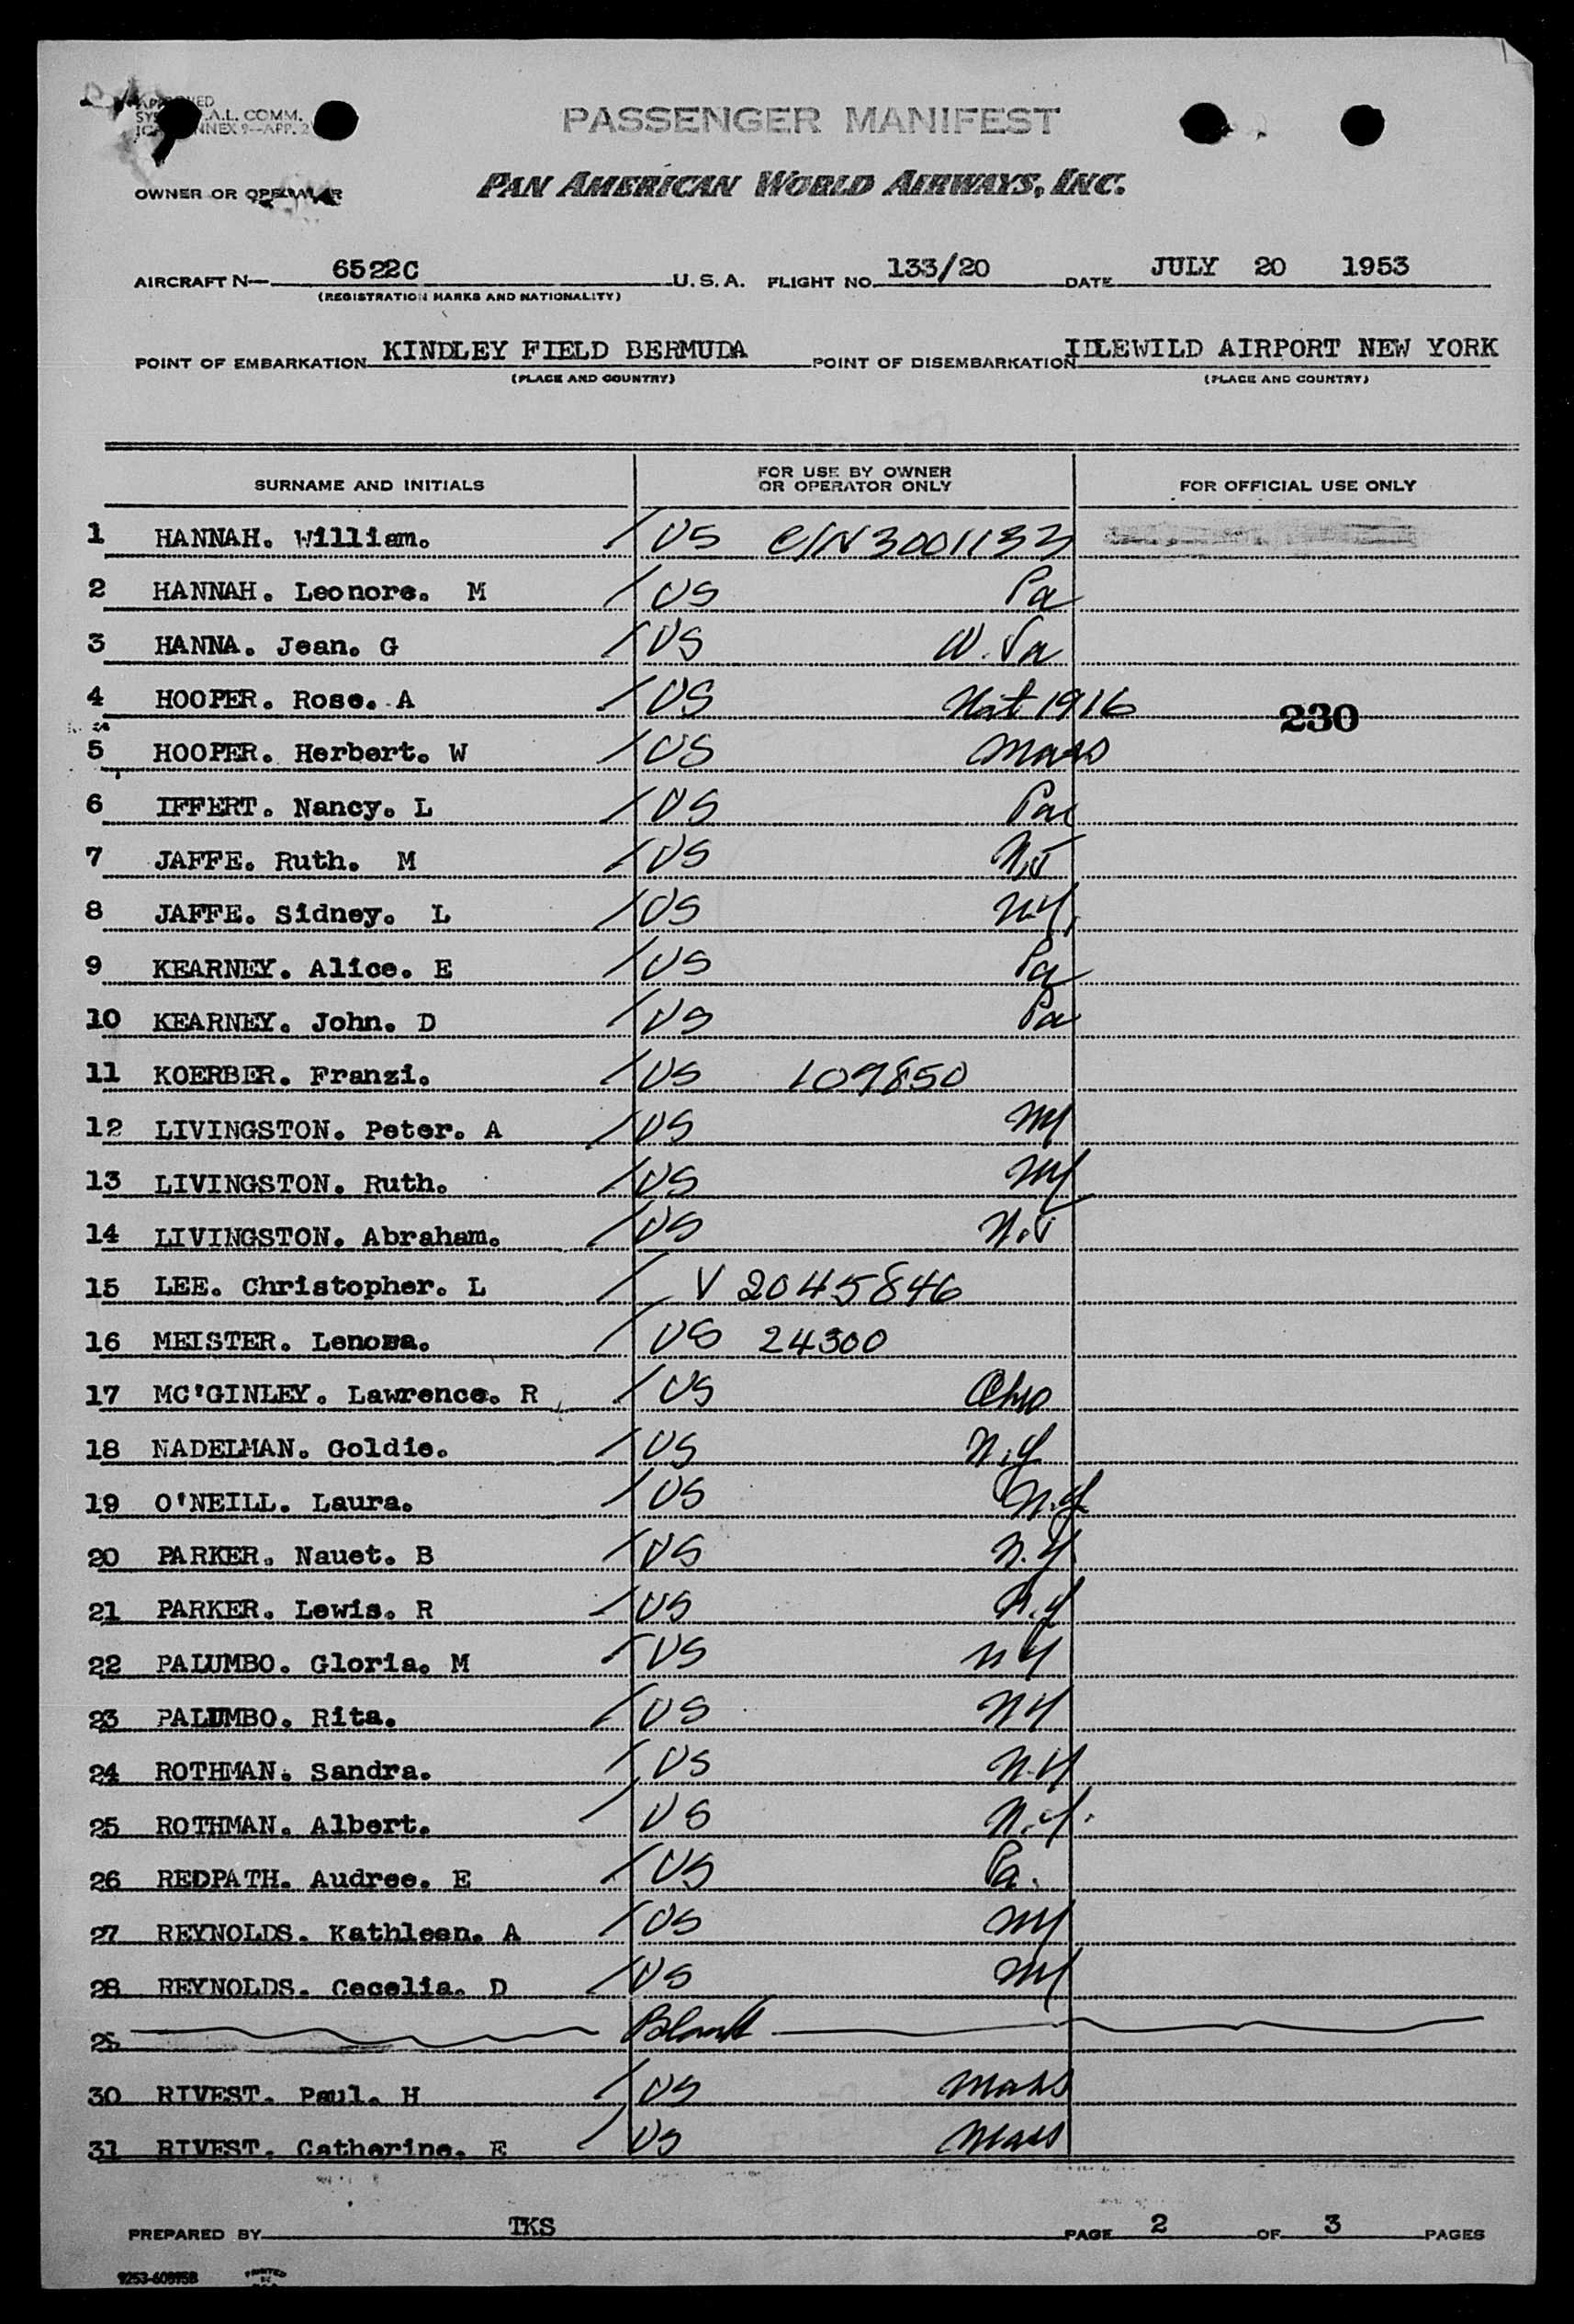 APPROVED
SYS .A.L. COMM.
ANNEX 9—APP. 2
PASSENGER MANIFEST
OWNER OR OPERATOR PAN AMERICAN WORLD AIRWAYS, INC.
AIRCRAFT N— 6522C U.S.A. FLIGHT NO. 133/20 DATE JULY 20 1953
(REGISTRATION MARKS AND NATIONALITY)
POINT OF EMBARKATION KINDLEY FIELD BERMUDA POINT OF DISEMBARKATION IDLEWILD AIRPORT NEW YORK
(PLACE AND COUNTRY) (PLACE AND COUNTRY)
SURNAME AND INITIALS FOR USE BY OWNER OR OPERATOR ONLY FOR OFFICIAL USE ONLY
1 HANNAH. William. / US C/N 3001133
2 HANNAH. Leonore. M / US Pa
3 HANNA. Jean. G / US W. Va
4 HOOPER. Rose. A / US Nat 1916
230
5 HOOPER. Herbert. W / US Mass
6 IFFERT. Nancy. L / US Pa
7 JAFFE. Ruth. M / US N.J
8 JAFFE. Sidney. L / US N.Y.
9 KEARNEY. Alice. E / US Pa
10 KEARNEY. John. D / US Pa
11 KOERBER. Franzi. / US 109850
12 LIVINGSTON. Peter. A / US NY
13 LIVINGSTON. Ruth. / US NY
14 LIVINGSTON. Abraham. / US N.J
15 LEE. Christopher. L / V 2045846
16 MEISTER. Lenora. / US 24300
17 MC'GINLEY. Lawrence. R / US Ohio
18 NADELMAN. Goldie. / US N.Y
19 O'NEILL. Laura. / US N.Y
20 PARKER. Nauet. B / US N.Y
21 PARKER. Lewis. R / US N.Y
22 PALUMBO. Gloria. M / US NY
23 PALUMBO. Rita. / US NY
24 ROTHMAN. Sandra. / US N.Y
25 ROTHMAN. Albert. / US N.Y.
26 REDPATH. Audree. E / US Pa.
27 REYNOLDS. Kathleen. A / US NY
28 REYNOLDS. Cecelia. D / US NY
29 Blank
30 RIVEST. Paul. H / US Mass
31 RIVEST. Catherine. E / US Mass
PREPARED BY TKS PAGE 2 OF 3 PAGES
PRINTED